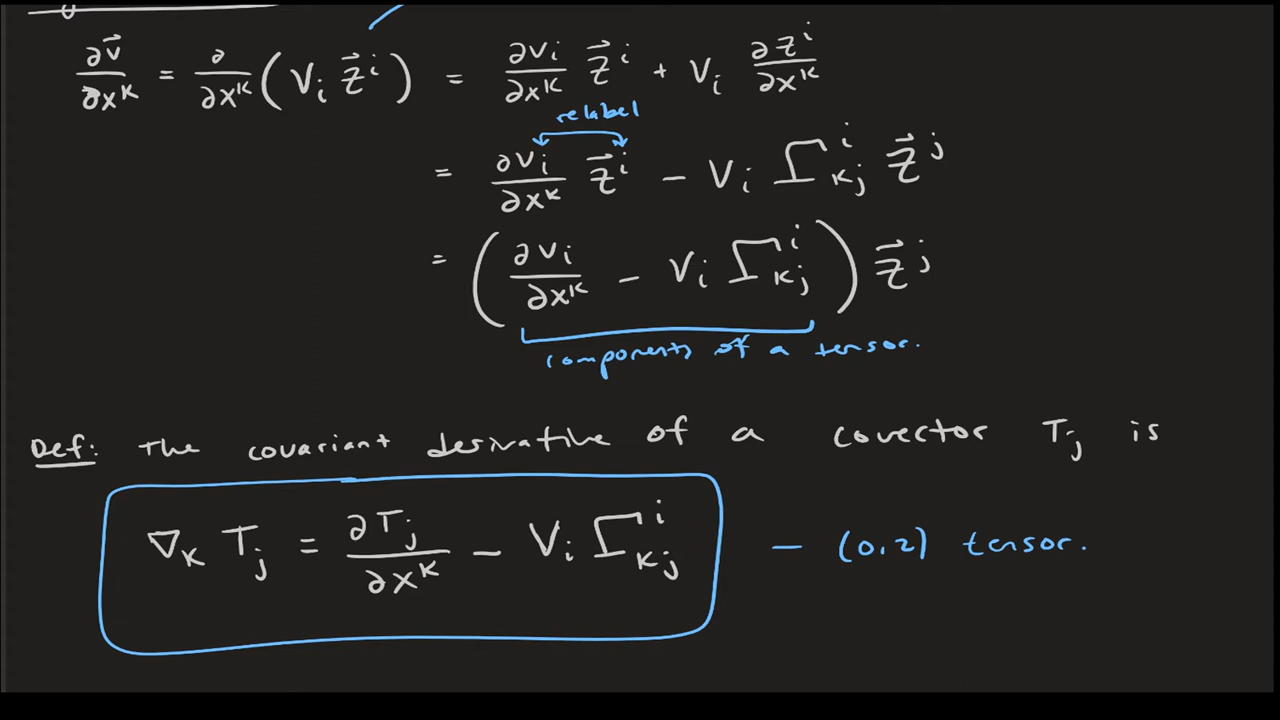 ∂v⃗/∂x^k = ∂/∂x^k (V_i Z⃗^i) = ∂V_i/∂x^k Z⃗^i + V_i ∂Z⃗^i/∂x^k
relabel
= ∂V_i/∂x^k Z⃗^i − V_i Γ^i_kj Z⃗^j
= (∂V_i/∂x^k − V_i Γ^i_kj) Z⃗^j
components of a tensor.
Def: The covariant derivative of a covector T_j is
∇_k T_j = ∂T_j/∂x^k − V_i Γ^i_kj — (0,2) tensor.